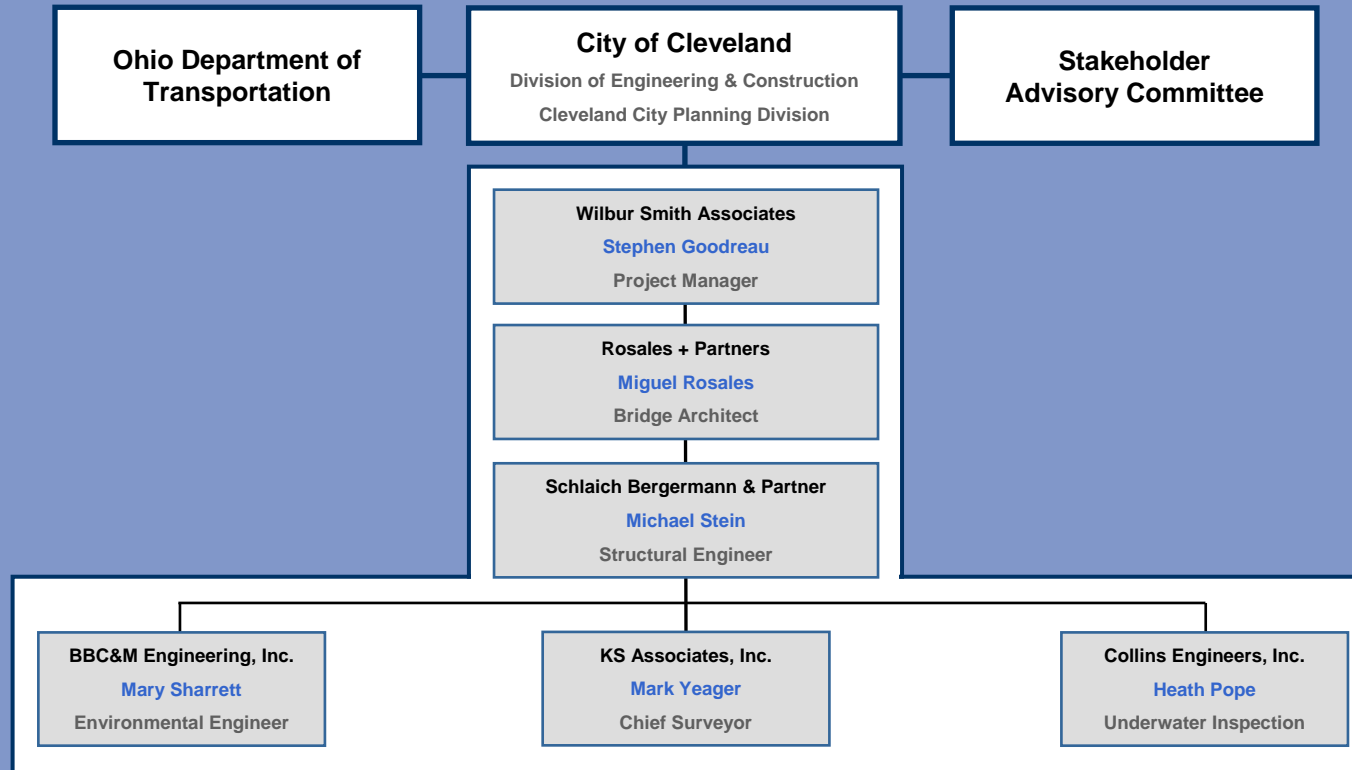 Ohio Department of
Transportation
City of Cleveland
Division of Engineering & Construction
Cleveland City Planning Division
Stakeholder
Advisory Committee
Wilbur Smith Associates
Stephen Goodreau
Project Manager
Rosales + Partners
Miguel Rosales
Bridge Architect
Schlaich Bergermann & Partner
Michael Stein
Structural Engineer
BBC&M Engineering, Inc.
Mary Sharrett
Environmental Engineer
KS Associates, Inc.
Mark Yeager
Chief Surveyor
Collins Engineers, Inc.
Heath Pope
Underwater Inspection